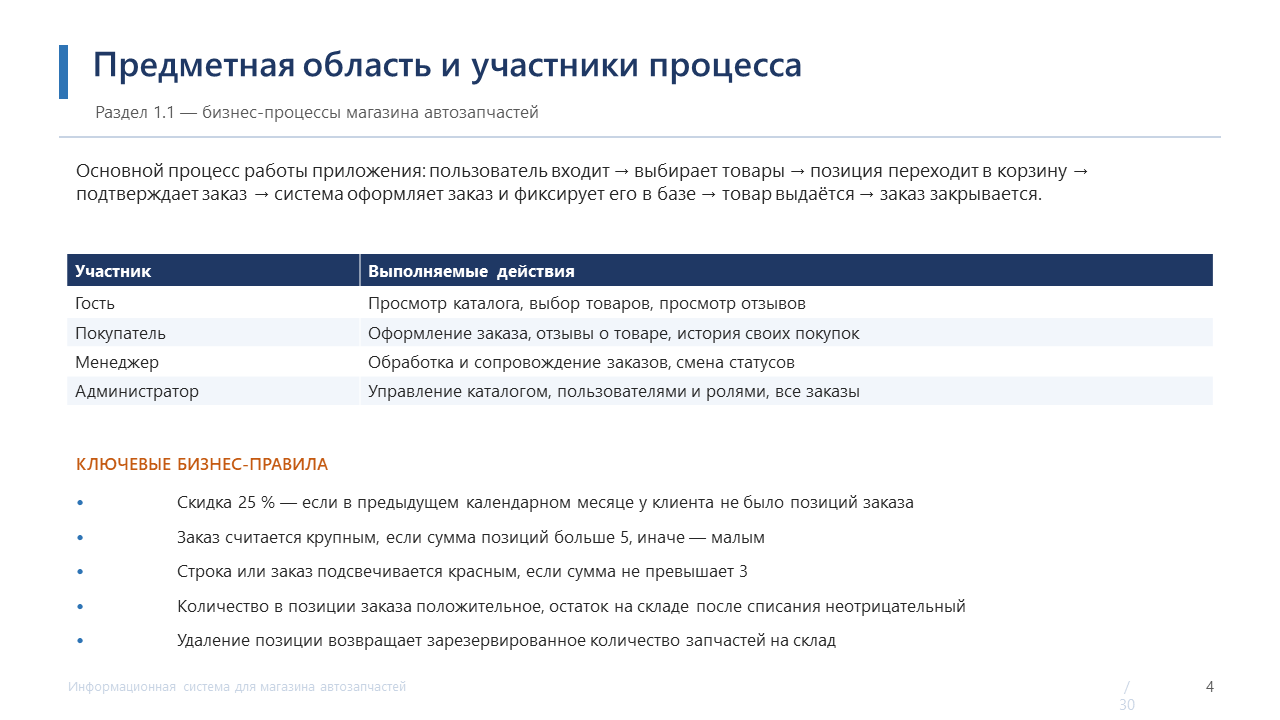 Предметная область и участники процесса
Раздел 1.1 — бизнес-процессы магазина автозапчастей
Основной процесс работы приложения: пользователь входит → выбирает товары → позиция переходит в корзину →
подтверждает заказ → система оформляет заказ и фиксирует его в базе → товар выдаётся → заказ закрывается.
Участник Выполняемые действия
Гость Просмотр каталога, выбор товаров, просмотр отзывов
Покупатель Оформление заказа, отзывы о товаре, история своих покупок
Менеджер Обработка и сопровождение заказов, смена статусов
Администратор Управление каталогом, пользователями и ролями, все заказы
КЛЮЧЕВЫЕ БИЗНЕС-ПРАВИЛА
• Скидка 25 % — если в предыдущем календарном месяце у клиента не было позиций заказа
• Заказ считается крупным, если сумма позиций больше 5, иначе — малым
• Строка или заказ подсвечивается красным, если сумма не превышает 3
• Количество в позиции заказа положительное, остаток на складе после списания неотрицательный
• Удаление позиции возвращает зарезервированное количество запчастей на склад
Информационная система для магазина автозапчастей
/
30
4